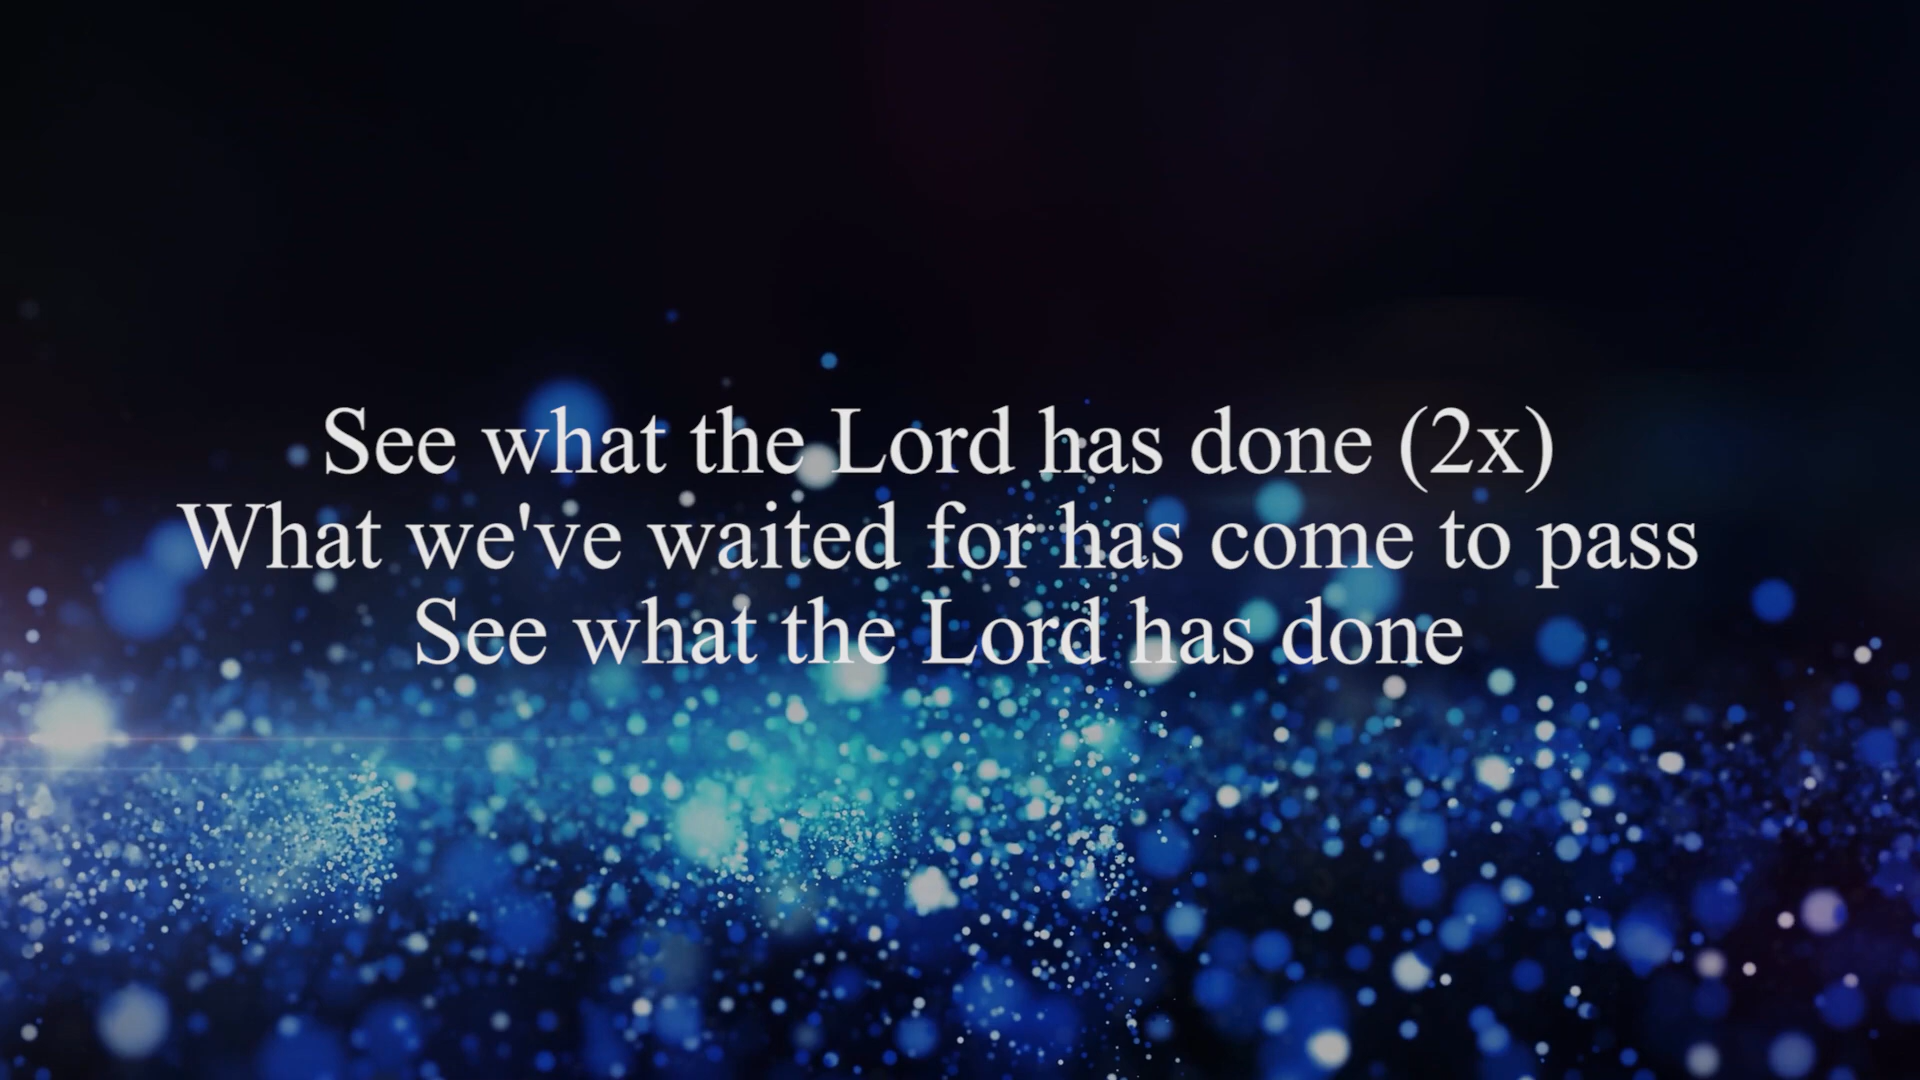 See what the Lord has done (2x)
What we've waited for has come to pass
See what the Lord has done